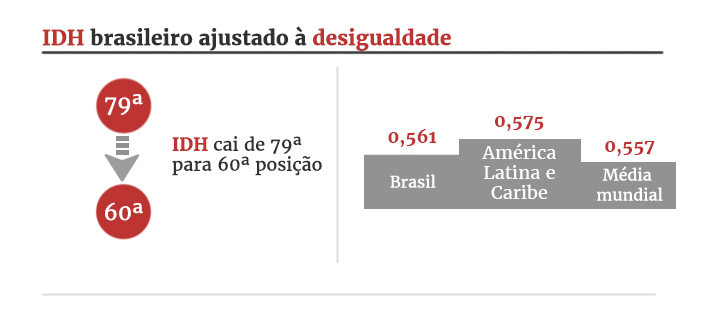 IDH brasileiro ajustado à desigualdade
79ª
60ª
IDH cai de 79ª
para 60ª posição
0,561
Brasil
0,575
América
Latina e
Caribe
0,557
Média
mundial